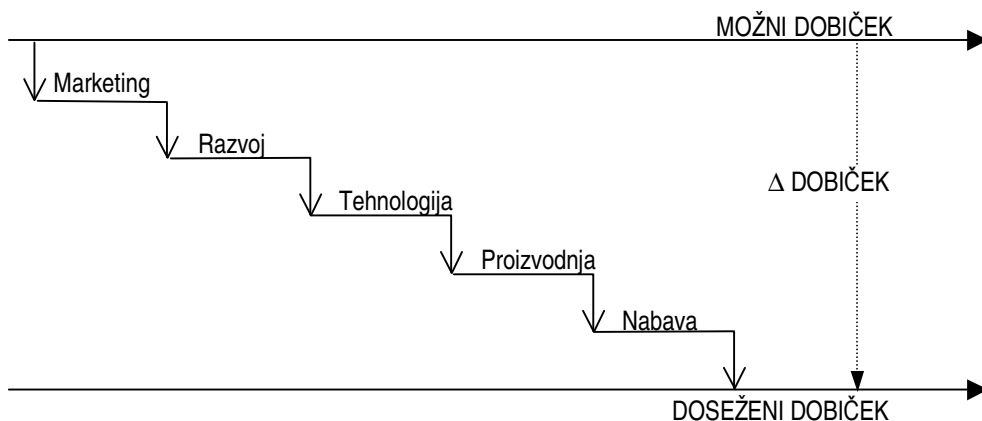 MOŽNI DOBIČEK
Marketing
Razvoj
Δ DOBIČEK
Tehnologija
Proizvodnja
Nabava
DOSEŽENI DOBIČEK